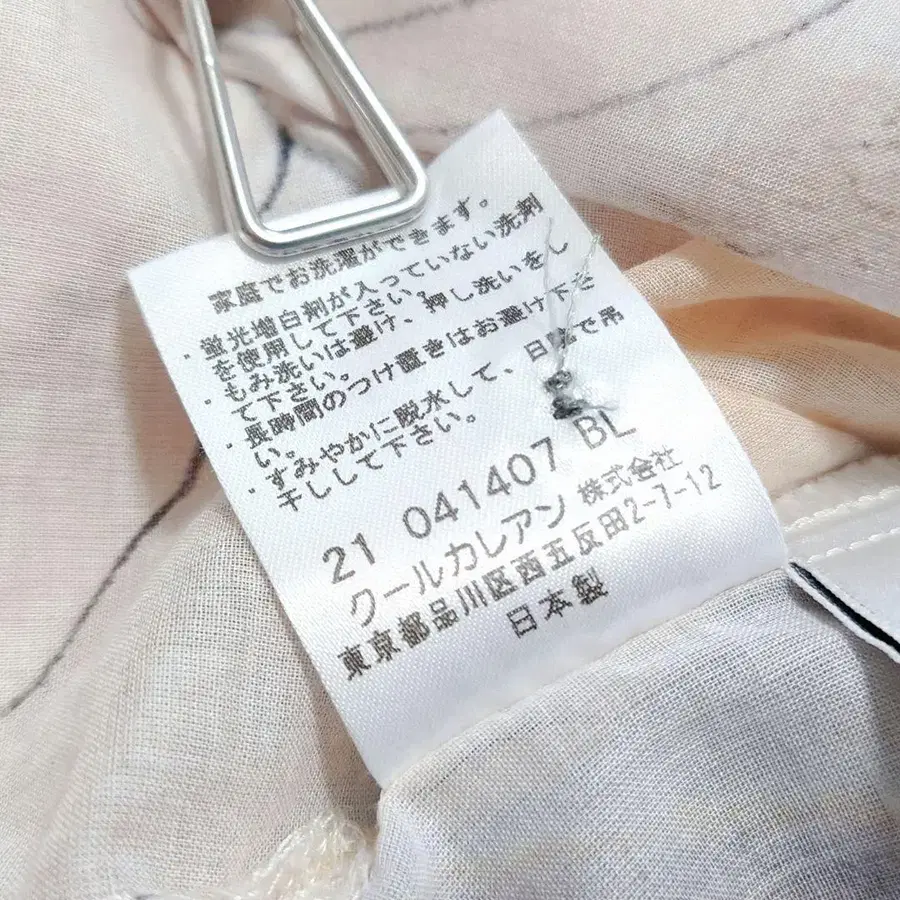 家庭でお洗濯ができます。
・蛍光増白剤が入っていない洗剤
を使用して下さい。
・もみ洗いは避け、押し洗いをし
て下さい。
・長時間のつけ置きはお避け下さ
い。
・すみやかに脱水して、日陰で吊
干しして下さい。
21 041407 BL
クールカレアン 株式会社
東京都品川区西五反田2-7-12
日本製